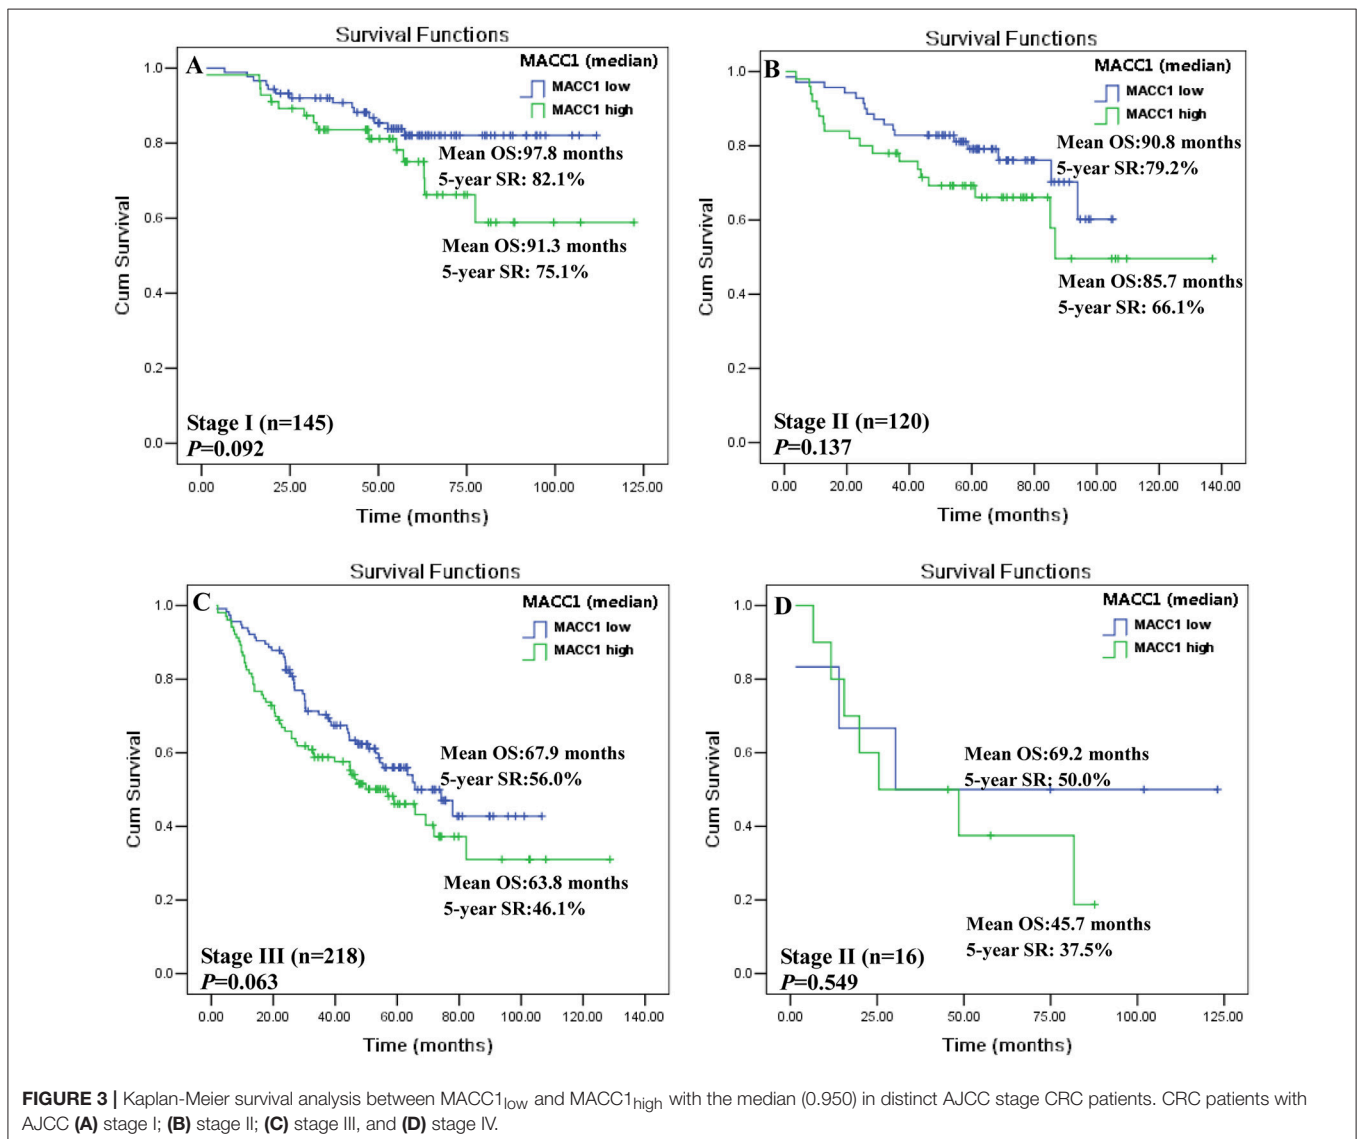 Survival Functions
A
MACC1 (median)
MACC1 low
MACC1 high
Mean OS:97.8 months
5-year SR: 82.1%
Mean OS:91.3 months
5-year SR: 75.1%
Stage I (n=145)
P=0.092
Cum Survival
1.0
0.8
0.6
0.4
0.2
0.0
0.00 25.00 50.00 75.00 100.00 125.00
Time (months)
Survival Functions
B
MACC1 (median)
MACC1 low
MACC1 high
Mean OS:90.8 months
5-year SR:79.2%
Mean OS:85.7 months
5-year SR: 66.1%
Stage II (n=120)
P=0.137
Cum Survival
1.0
0.8
0.6
0.4
0.2
0.0
0.00 20.00 40.00 60.00 80.00 100.00 120.00 140.00
Time (months)
Survival Functions
C
MACC1 (median)
MACC1 low
MACC1 high
Mean OS:67.9 months
5-year SR:56.0%
Mean OS:63.8 months
5-year SR:46.1%
Stage III (n=218)
P=0.063
Cum Survival
1.0
0.8
0.6
0.4
0.2
0.0
0.00 20.00 40.00 60.00 80.00 100.00 120.00 140.00
Time (months)
Survival Functions
D
MACC1 (median)
MACC1 low
MACC1 high
Mean OS:69.2 months
5-year SR: 50.0%
Mean OS:45.7 months
5-year SR: 37.5%
Stage II (n=16)
P=0.549
Cum Survival
1.0
0.8
0.6
0.4
0.2
0.0
0.00 25.00 50.00 75.00 100.00 125.00
Time (months)
FIGURE 3 | Kaplan-Meier survival analysis between MACC1low and MACC1high with the median (0.950) in distinct AJCC stage CRC patients. CRC patients with
AJCC (A) stage I; (B) stage II; (C) stage III, and (D) stage IV.